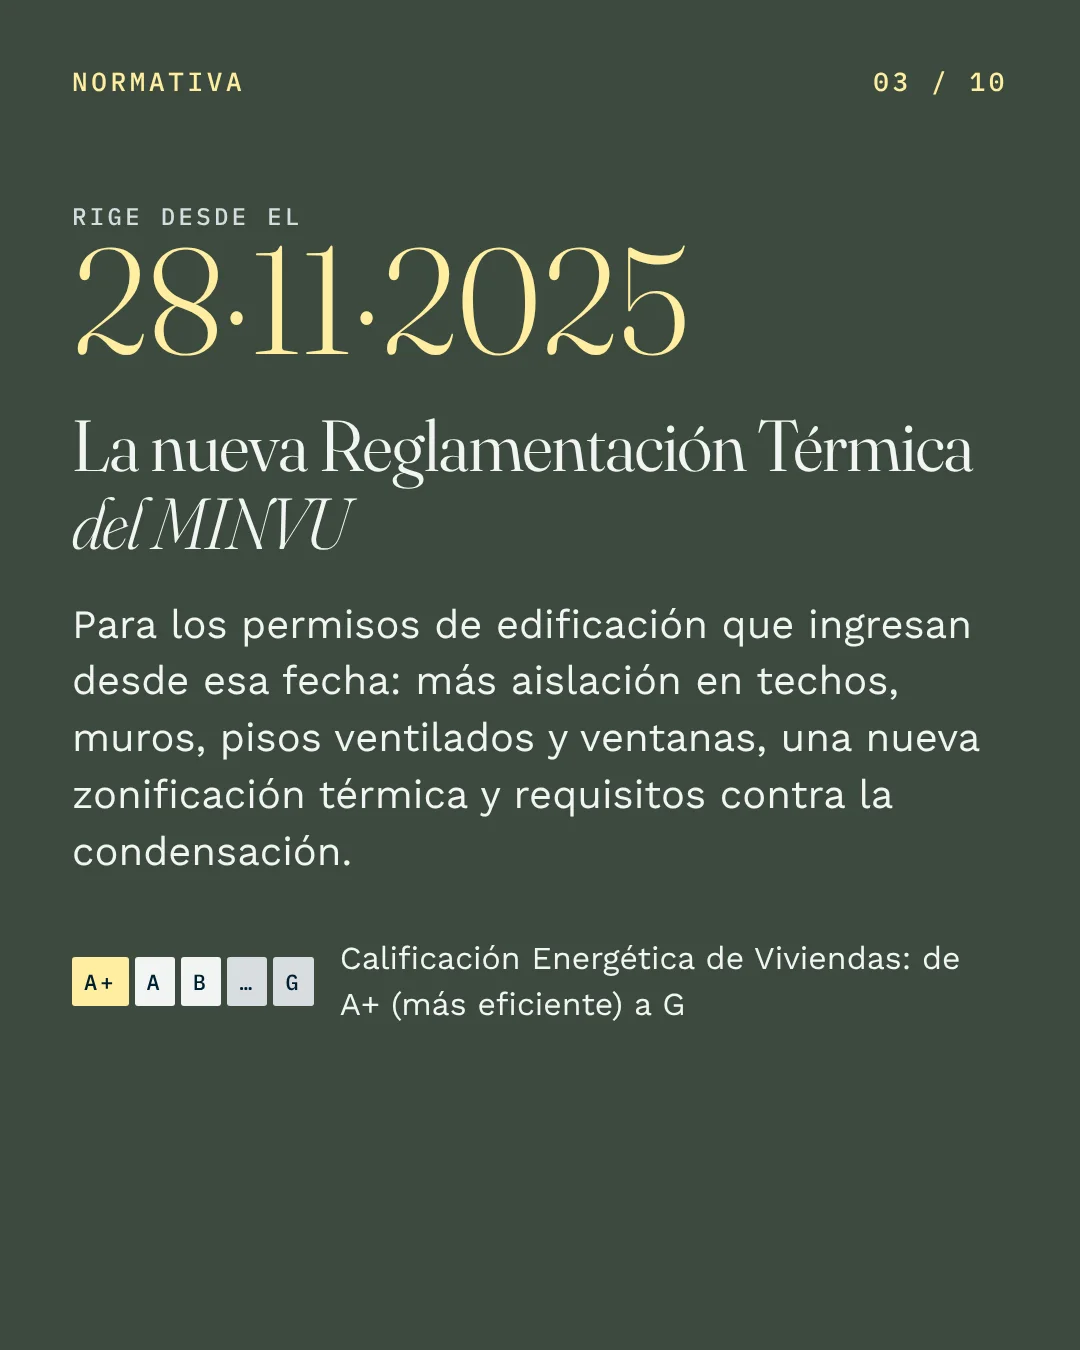 NORMATIVA
03 / 10
RIGE DESDE EL
28·11·2025
La nueva Reglamentación Térmica
del MINVU
Para los permisos de edificación que ingresan
desde esa fecha: más aislación en techos,
muros, pisos ventilados y ventanas, una nueva
zonificación térmica y requisitos contra la
condensación.
A+ A B … G
Calificación Energética de Viviendas: de
A+ (más eficiente) a G